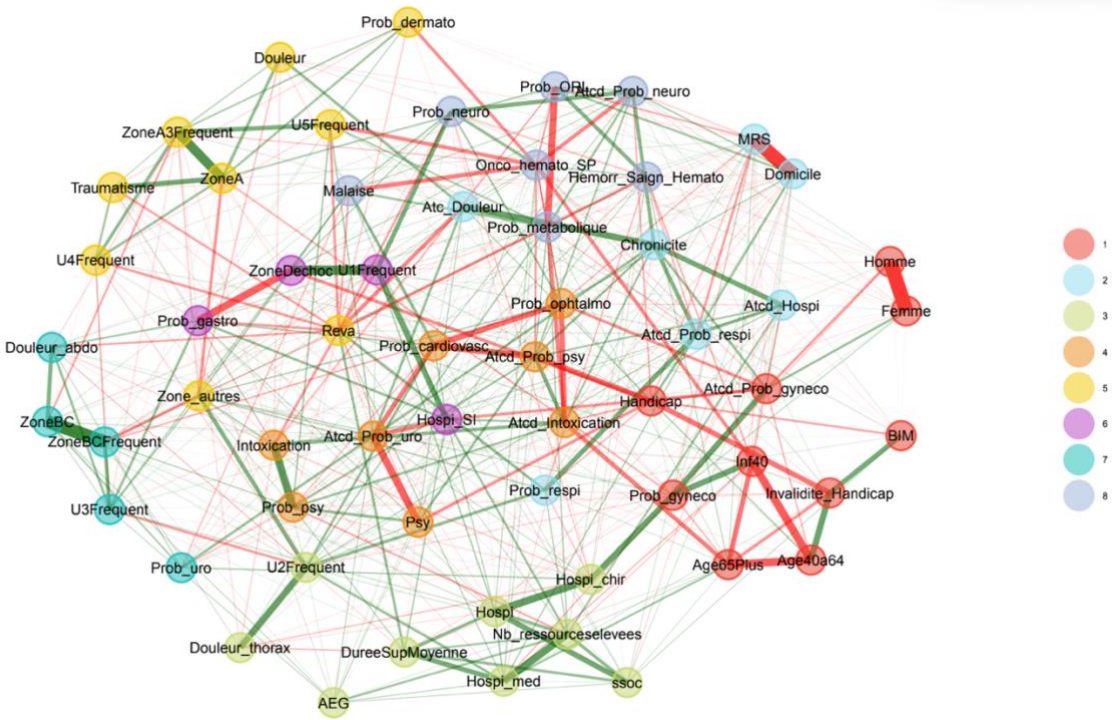 Prob_dermato
Douleur
Prob_ORL
Atcd_Prob_neuro
Prob_neuro
ZoneA3Frequent
U5Frequent
MRS
Onco_hemato_SP
Domicile
Hemorr_Saign_Hemato
ZoneA
Traumatisme
Malaise
Atc_Douleur
Prob_metabolique
Chronicite
1
2
U4Frequent
ZoneDechoc
U1Frequent
Homme
3
Prob_ophtalmo
Atcd_Hospi
Femme
4
Prob_gastro
Reva
Atcd_Prob_respi
Douleur_abdo
Prob_cardiovasc
Atcd_Prob_psy
5
Zone_autres
Handicap
Atcd_Prob_gyneco
6
ZoneBC
Hospi_SI
Atcd_Intoxication
ZoneBCFrequent
Intoxication
Atcd_Prob_uro
BIM
7
Inf40
Prob_respi
Prob_gyneco
Invalidite_Handicap
8
U3Frequent
Prob_psy
Psy
Prob_uro
U2Frequent
Age65Plus
Age40a64
Hospi_chir
Hospi
Nb_ressourceselevees
Douleur_thorax
DureeSupMoyenne
Hospi_med
ssoc
AEG